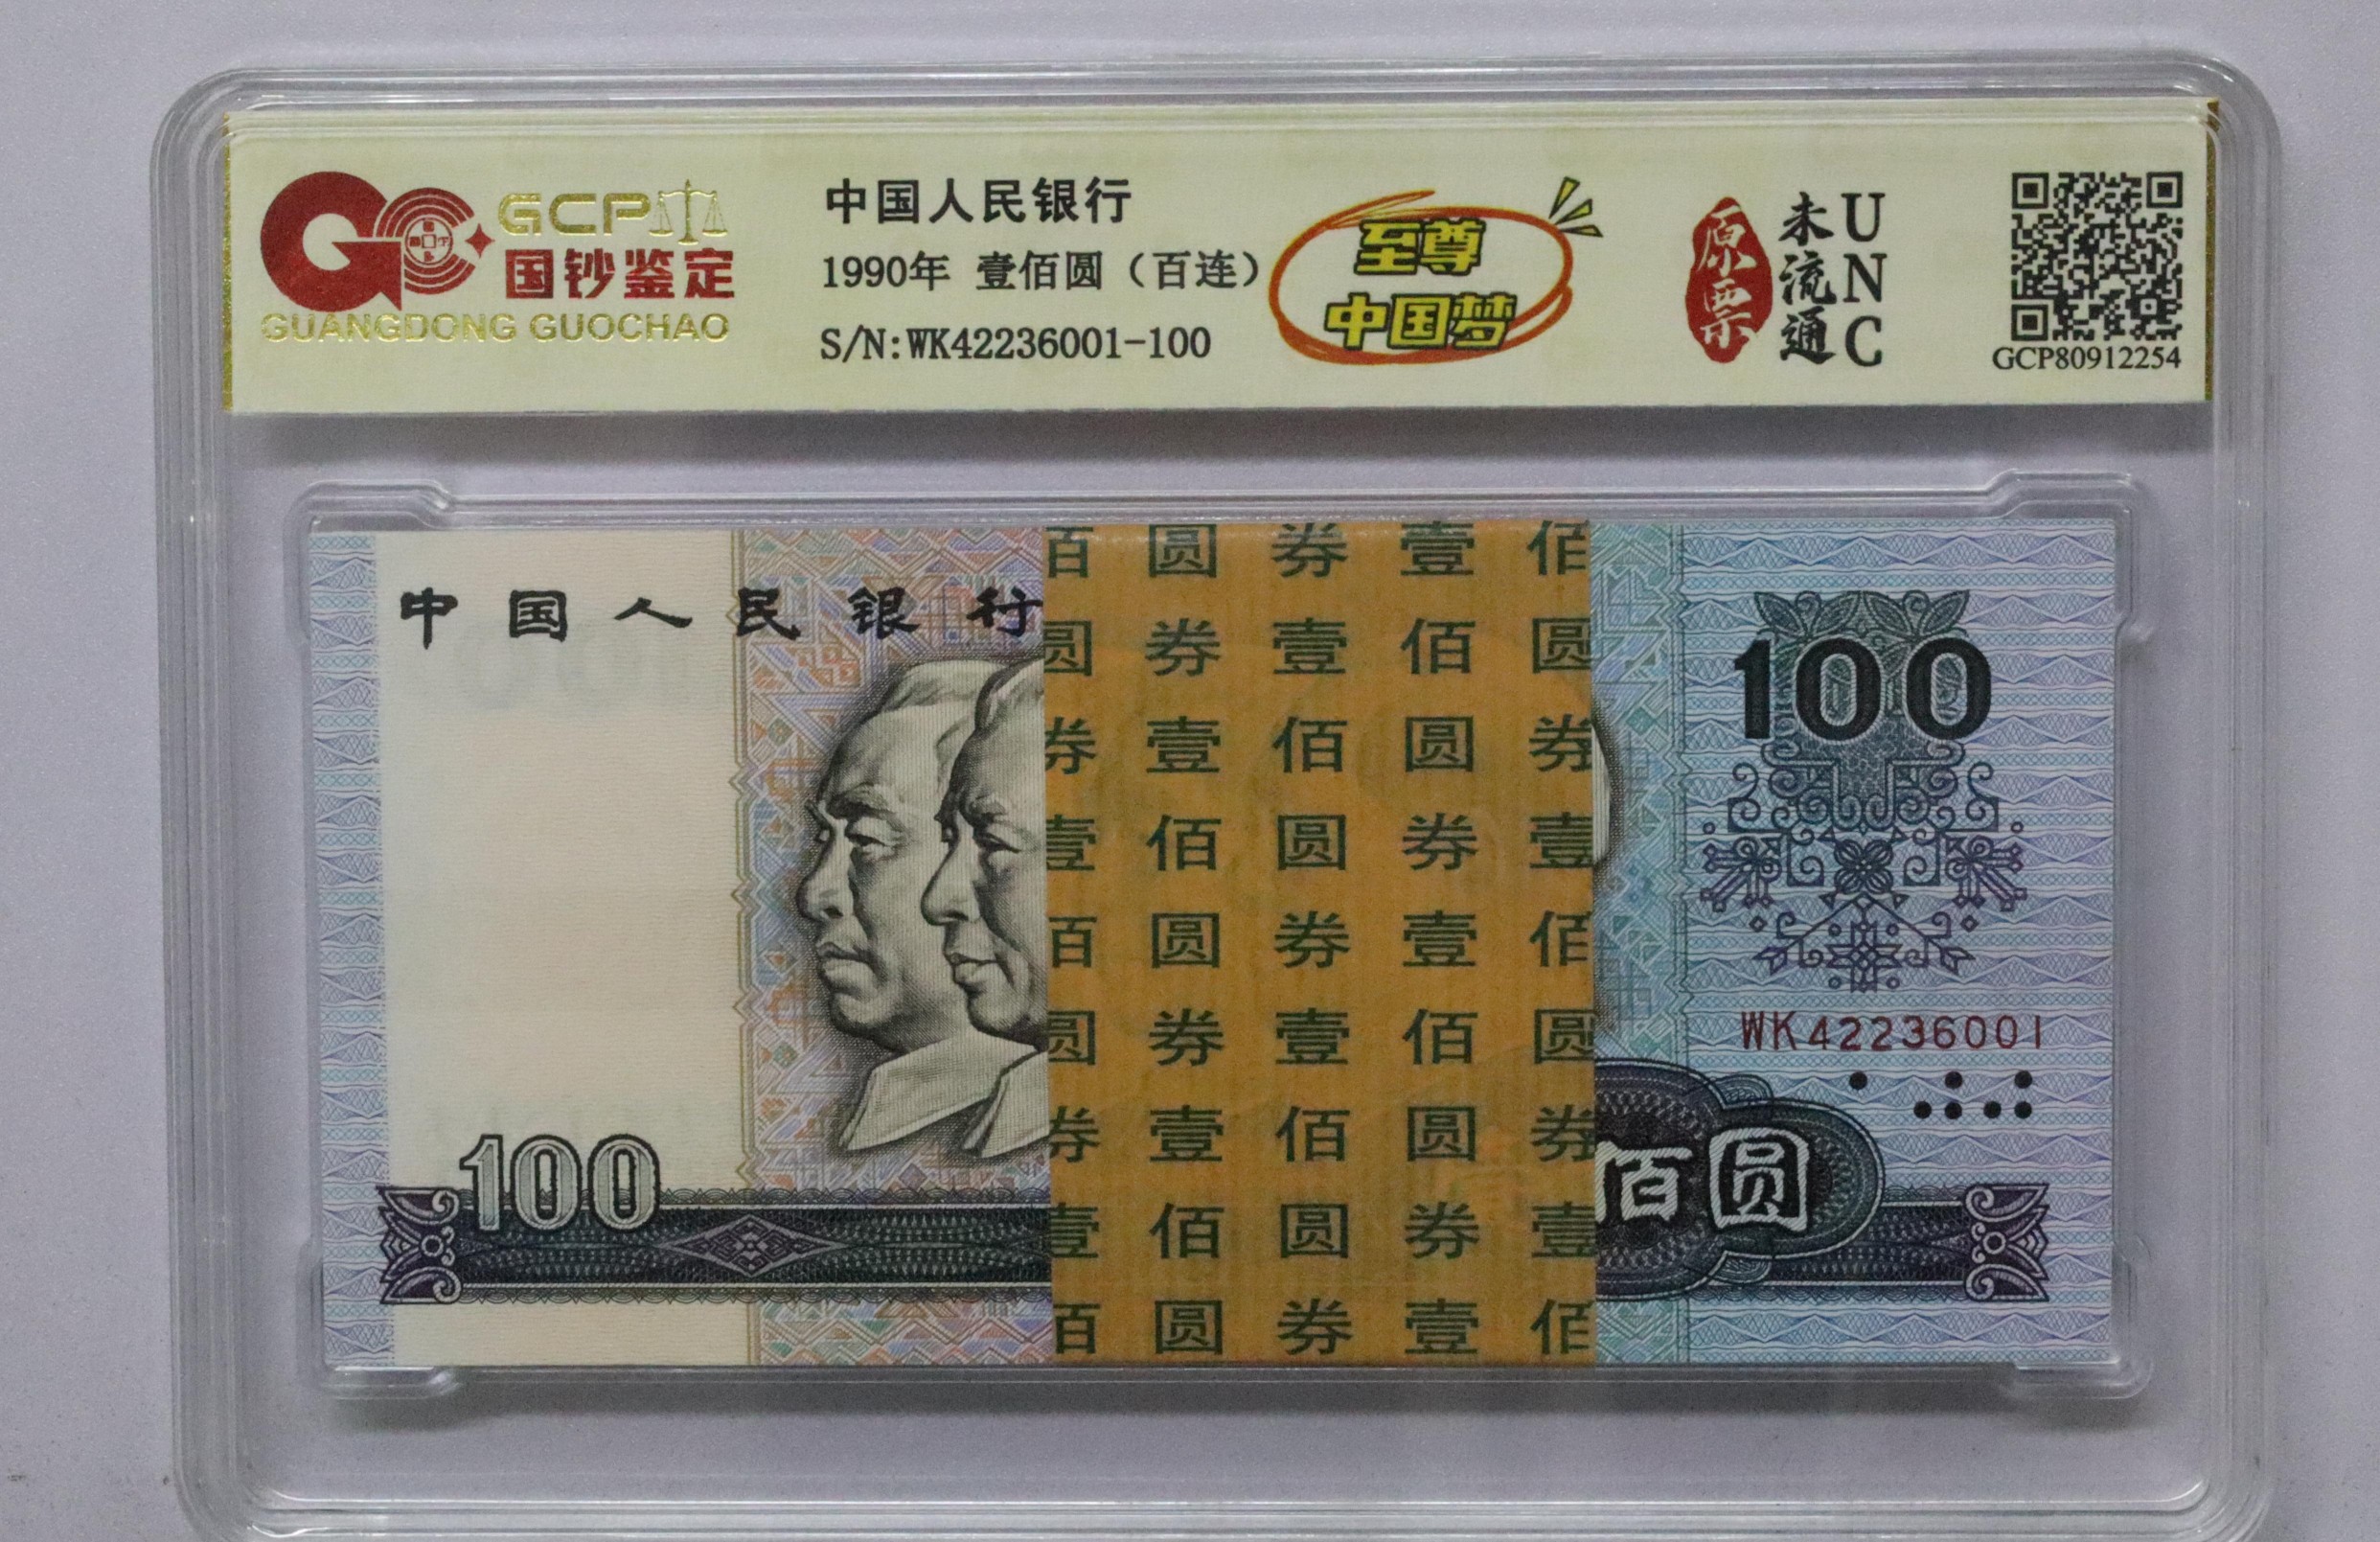 GCP
国钞鉴定
GUANGDONG GUOCHAO
中国人民银行
1990年 壹佰圆（百连）
S/N:WK42236001-100
至尊
中国梦
原票
未流通
UNC
GCP80912254
中国人民银行
佰圆券壹佰
圆券壹佰圆
券壹佰圆券
壹佰圆券壹
佰圆券壹佰
圆券壹佰圆
券壹佰圆券
壹佰圆券壹
佰圆券壹佰
100
WK42236001
佰圆
100